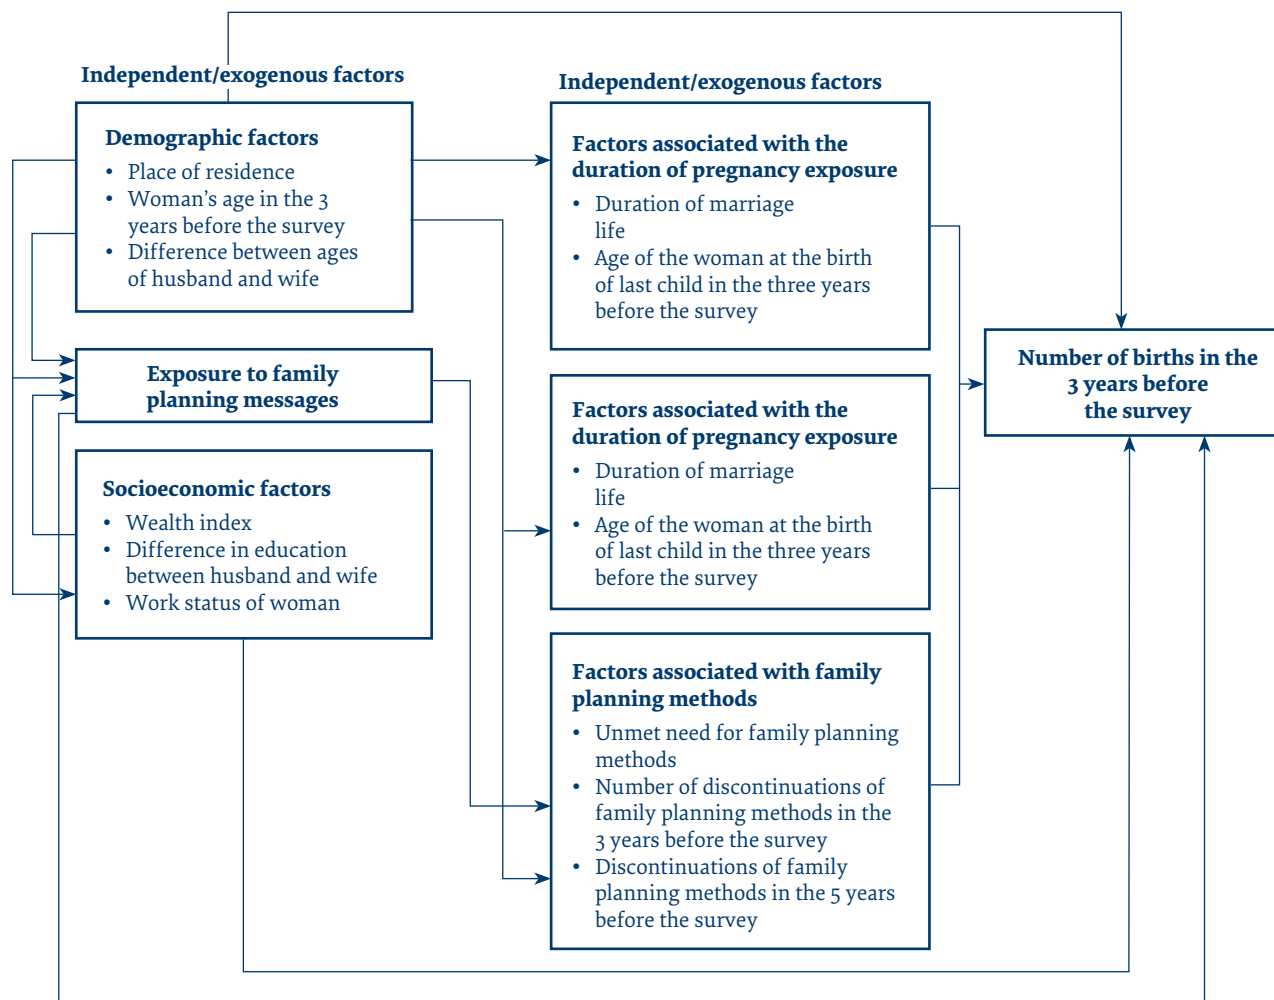 Independent/exogenous factors
Demographic factors
• Place of residence
• Woman's age in the 3
years before the survey
• Difference between ages
of husband and wife
Exposure to family
planning messages
Socioeconomic factors
• Wealth index
• Difference in education
between husband and wife
• Work status of woman
Independent/exogenous factors
Factors associated with the
duration of pregnancy exposure
• Duration of marriage
life
• Age of the woman at the birth
of last child in the three years
before the survey
Factors associated with the
duration of pregnancy exposure
• Duration of marriage
life
• Age of the woman at the birth
of last child in the three years
before the survey
Factors associated with family
planning methods
• Unmet need for family planning
methods
• Number of discontinuations of
family planning methods in the
3 years before the survey
• Discontinuations of family
planning methods in the 5 years
before the survey
Number of births in the
3 years before
the survey